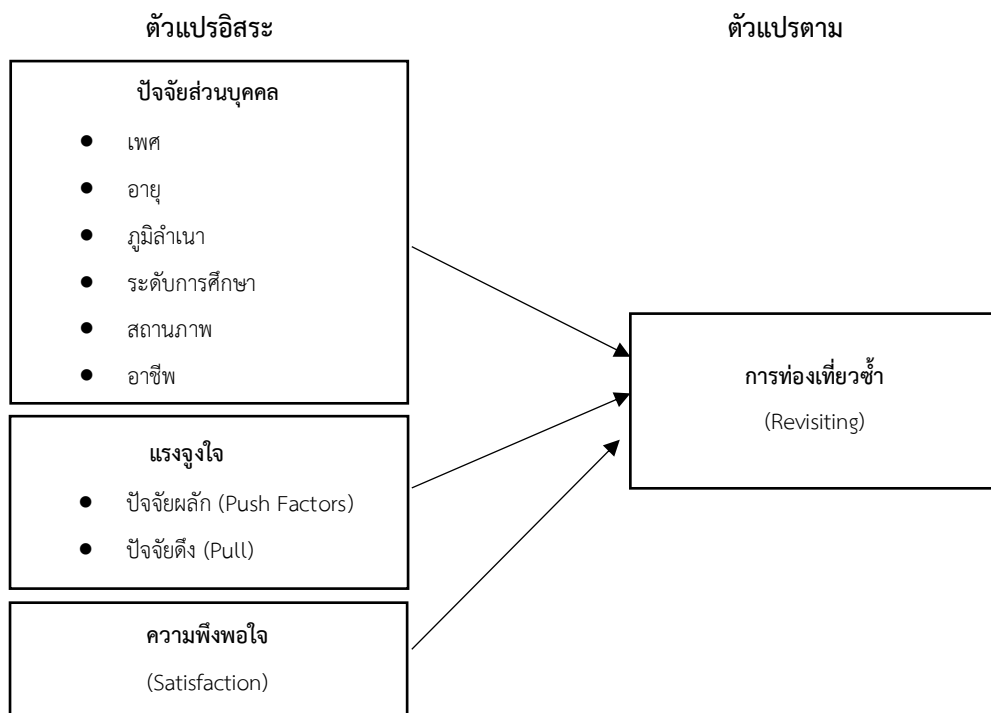 ตัวแปรอิสระ
ตัวแปรตาม
ปัจจัยส่วนบุคคล
● เพศ
● อายุ
● ภูมิลำเนา
● ระดับการศึกษา
● สถานภาพ
● อาชีพ
แรงจูงใจ
● ปัจจัยผลัก (Push Factors)
● ปัจจัยดึง (Pull)
ความพึงพอใจ
(Satisfaction)
การท่องเที่ยวซ้ำ
(Revisiting)